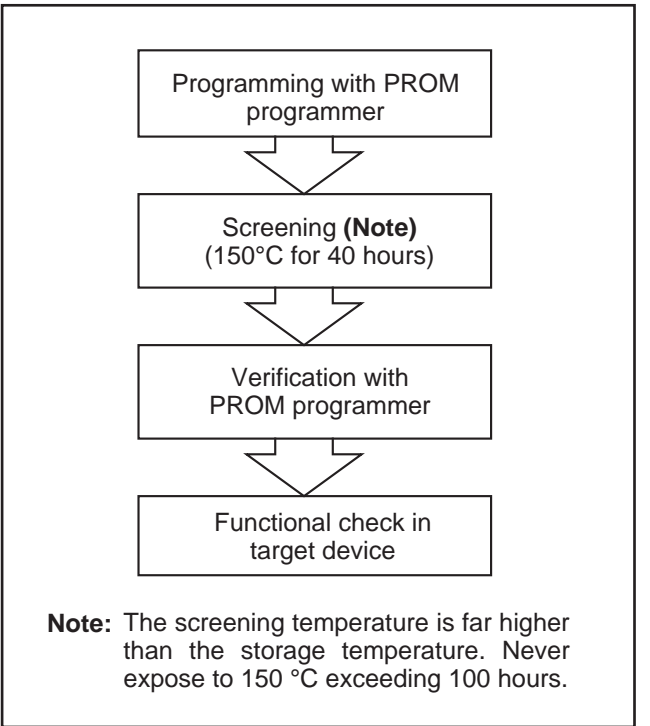 Programming with PROM
programmer
Screening (Note)
(150°C for 40 hours)
Verification with
PROM programmer
Functional check in
target device
Note: The screening temperature is far higher
than the storage temperature. Never
expose to 150 °C exceeding 100 hours.